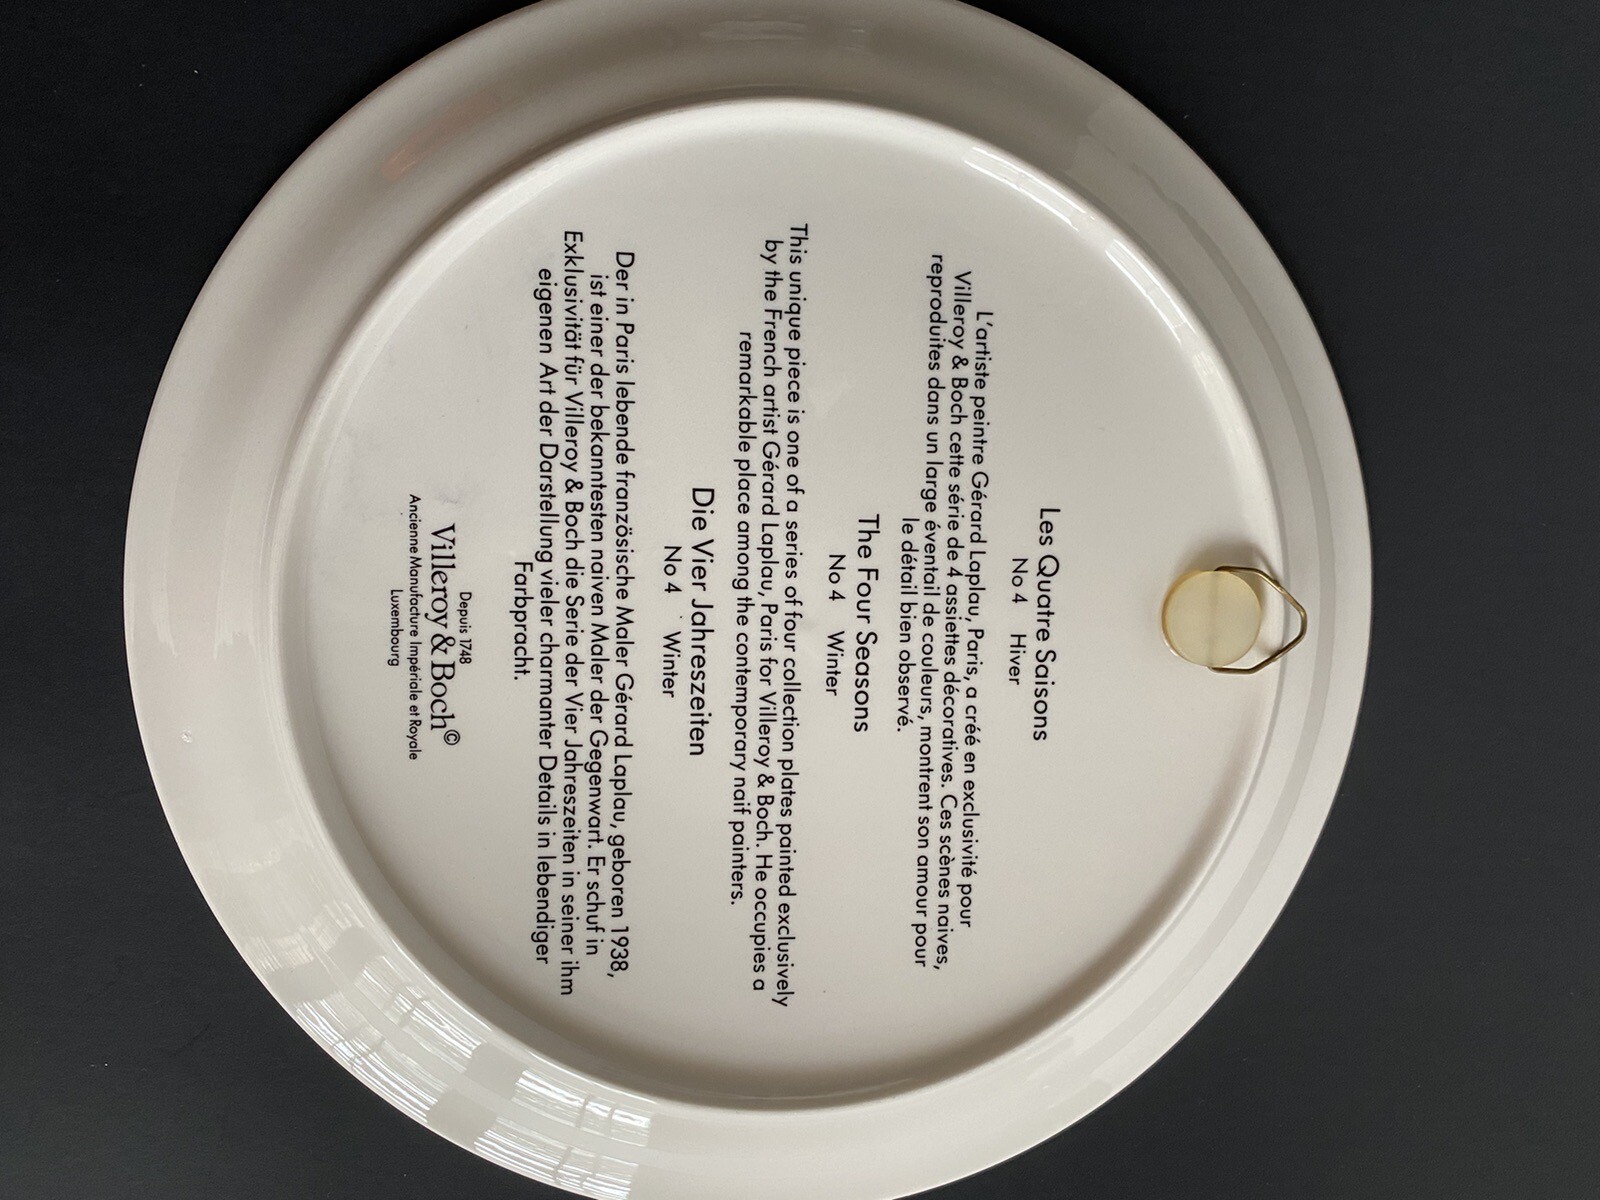 Les Quatre Saisons
No 4 Hiver
L'artiste peintre Gérard Laplau, Paris, a créé en exclusivité pour
Villeroy & Boch cette série de 4 assiettes décoratives. Ces scènes naives,
reproduites dans un large éventail de couleurs, montrent son amour pour
le détail bien observé.
The Four Seasons
No 4 Winter
This unique piece is one of a series of four collection plates painted exclusively
by the French artist Gérard Laplau, Paris for Villeroy & Boch. He occupies a
remarkable place among the contemporary naif painters.
Die Vier Jahreszeiten
No 4 Winter
Der in Paris lebende französische Maler Gérard Laplau, geboren 1938,
ist einer der bekanntesten naiven Maler der Gegenwart. Er schuf in
Exklusivität für Villeroy & Boch die Serie der Vier Jahreszeiten in seiner ihm
eigenen Art der Darstellung vieler charmanter Details in lebendiger
Farbpracht.
Depuis 1748
Villeroy & Boch©
Ancienne Manufacture Impériale et Royale
Luxembourg